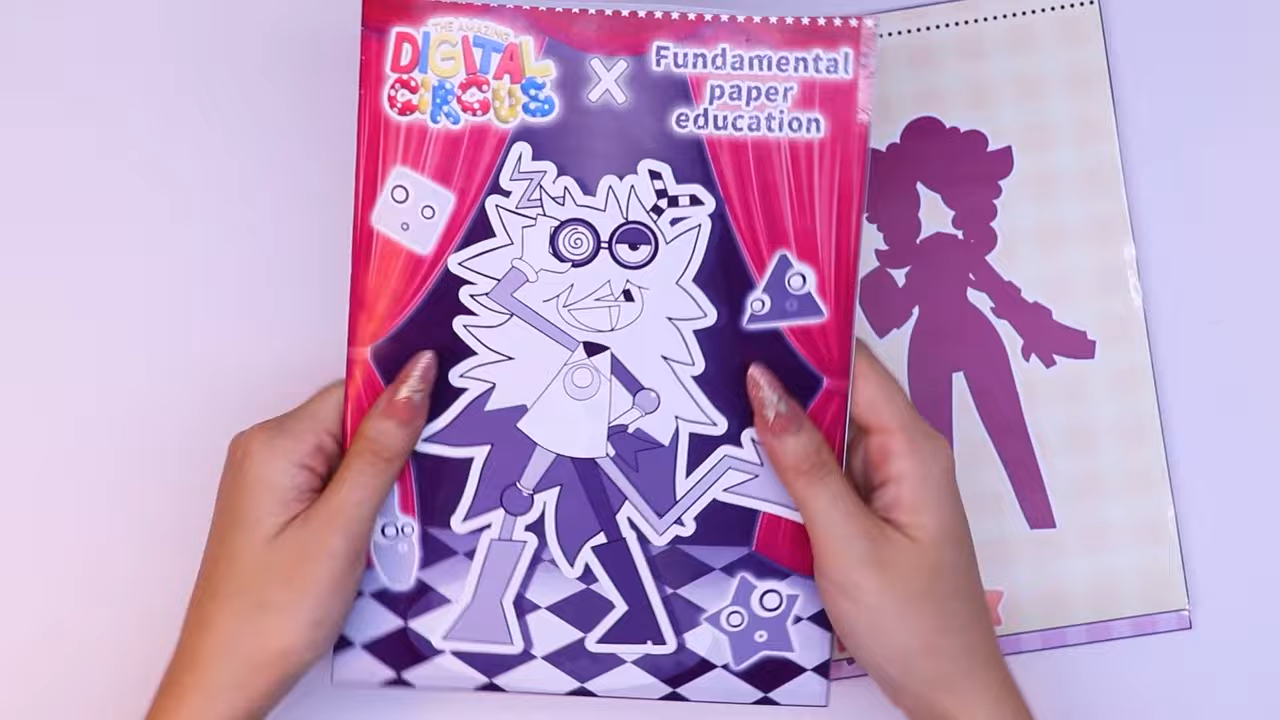 THE AMAZING
DIGITAL
CIRCUS
X
Fundamental
paper
education